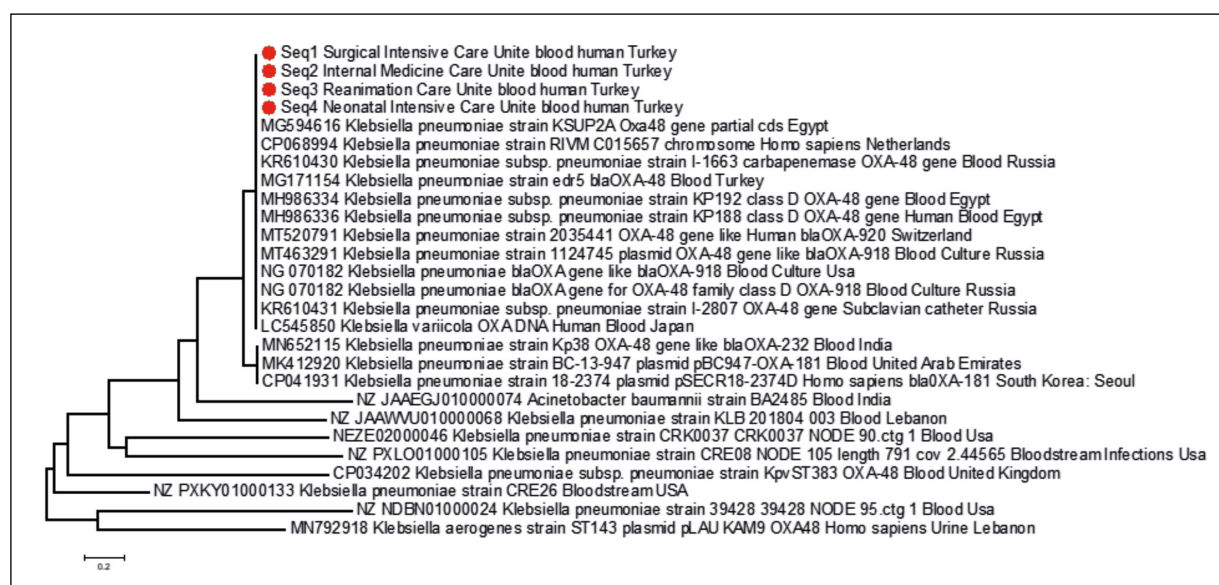 Seq1 Surgical Intensive Care Unite blood human Turkey
Seq2 Internal Medicine Care Unite blood human Turkey
Seq3 Reanimation Care Unite blood human Turkey
Seq4 Neonatal Intensive Care Unite blood human Turkey
MG594616 Klebsiella pneumoniae strain KSUP2A Oxa48 gene partial cds Egypt
CP068994 Klebsiella pneumoniae strain RIVM C015657 chromosome Homo sapiens Netherlands
KR610430 Klebsiella pneumoniae subsp. pneumoniae strain I-1663 carbapenemase OXA-48 gene Blood Russia
MG171154 Klebsiella pneumoniae strain edr5 blaOXA-48 Blood Turkey
MH986334 Klebsiella pneumoniae subsp. pneumoniae strain KP192 class D OXA-48 gene Blood Egypt
MH986336 Klebsiella pneumoniae subsp. pneumoniae strain KP188 class D OXA-48 gene Human Blood Egypt
MT520791 Klebsiella pneumoniae strain 2035441 OXA-48 gene like Human blaOXA-920 Switzerland
MT463291 Klebsiella pneumoniae strain 1124745 plasmid OXA-48 gene like blaOXA-918 Blood Culture Russia
NG 070182 Klebsiella pneumoniae blaOXA gene like blaOXA-918 Blood Culture Usa
NG 070182 Klebsiella pneumoniae blaOXA gene for OXA-48 family class D OXA-918 Blood Culture Russia
KR610431 Klebsiella pneumoniae subsp. pneumoniae strain I-2807 OXA-48 gene Subclavian catheter Russia
LC545850 Klebsiella variicola OXA DNA Human Blood Japan
MN652115 Klebsiella pneumoniae strain Kp38 OXA-48 gene like blaOXA-232 Blood India
MK412920 Klebsiella pneumoniae strain BC-13-947 plasmid pBC947-OXA-181 Blood United Arab Emirates
CP041931 Klebsiella pneumoniae strain 18-2374 plasmid pSECR18-2374D Homo sapiens bla0XA-181 South Korea: Seoul
NZ JAAEGJ010000074 Acinetobacter baumannii strain BA2485 Blood India
NZ JAAWVU010000068 Klebsiella pneumoniae strain KLB 201804 003 Blood Lebanon
NEZE02000046 Klebsiella pneumoniae strain CRK0037 CRK0037 NODE 90.ctg 1 Blood Usa
NZ PXLO01000105 Klebsiella pneumoniae strain CRE08 NODE 105 length 791 cov 2.44565 Bloodstream Infections Usa
CP034202 Klebsiella pneumoniae subsp. pneumoniae strain KpvST383 OXA-48 Blood United Kingdom
NZ PXKY01000133 Klebsiella pneumoniae strain CRE26 Bloodstream USA
NZ NDBN01000024 Klebsiella pneumoniae strain 39428 39428 NODE 95.ctg 1 Blood Usa
MN792918 Klebsiella aerogenes strain ST143 plasmid pLAU KAM9 OXA48 Homo sapiens Urine Lebanon
0.2